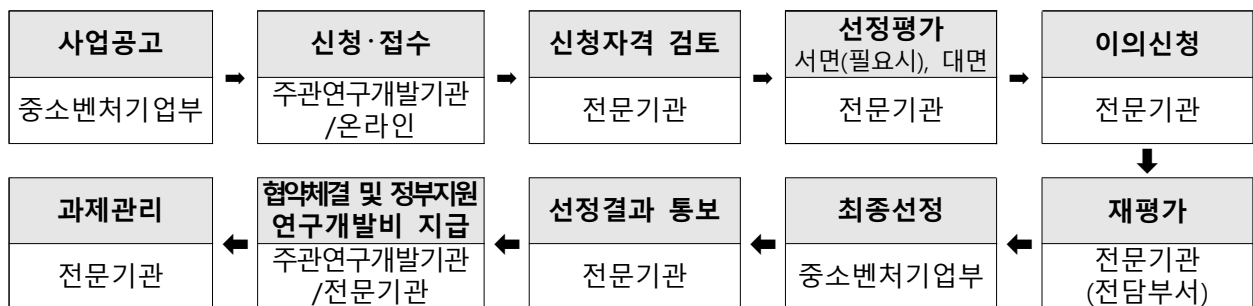 사업공고
중소벤처기업부
신청·접수
주관연구개발기관
/온라인
신청자격 검토
전문기관
선정평가
서면(필요시), 대면
전문기관
이의신청
전문기관
재평가
전문기관
(전담부서)
최종선정
중소벤처기업부
선정결과 통보
전문기관
협약체결 및 정부지원
연구개발비 지급
주관연구개발기관
/전문기관
과제관리
전문기관